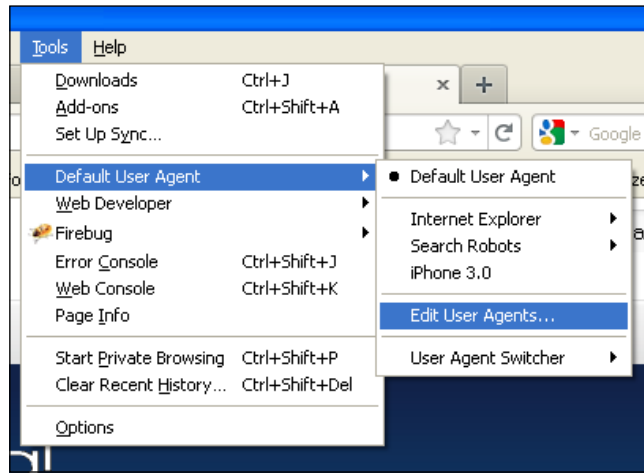 Tools Help
Downloads Ctrl+J
Add-ons Ctrl+Shift+A
Set Up Sync...
Google
Default User Agent
Web Developer
Firebug
Error Console Ctrl+Shift+J
Web Console Ctrl+Shift+K
Page Info
Start Private Browsing Ctrl+Shift+P
Clear Recent History... Ctrl+Shift+Del
Options
Default User Agent
Internet Explorer
Search Robots
iPhone 3.0
Edit User Agents...
User Agent Switcher